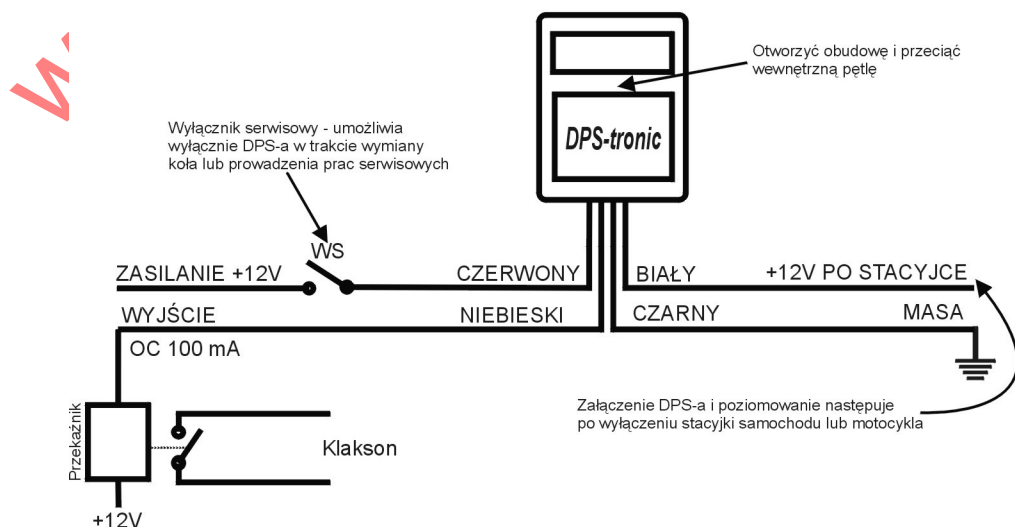 Otworzyć obudowę i przeciąć
wewnętrzną pętlę
DPS-tronic
Wyłącznik serwisowy - umożliwia
wyłącznie DPS-a w trakcie wymiany
koła lub prowadzenia prac serwisowych
WS
ZASILANIE +12V
CZERWONY
BIAŁY
+12V PO STACYJCE
WYJŚCIE
NIEBIESKI
CZARNY
MASA
OC 100 mA
Przekaźnik
Klakson
+12V
Załączenie DPS-a i poziomowanie następuje
po wyłączeniu stacyjki samochodu lub motocykla